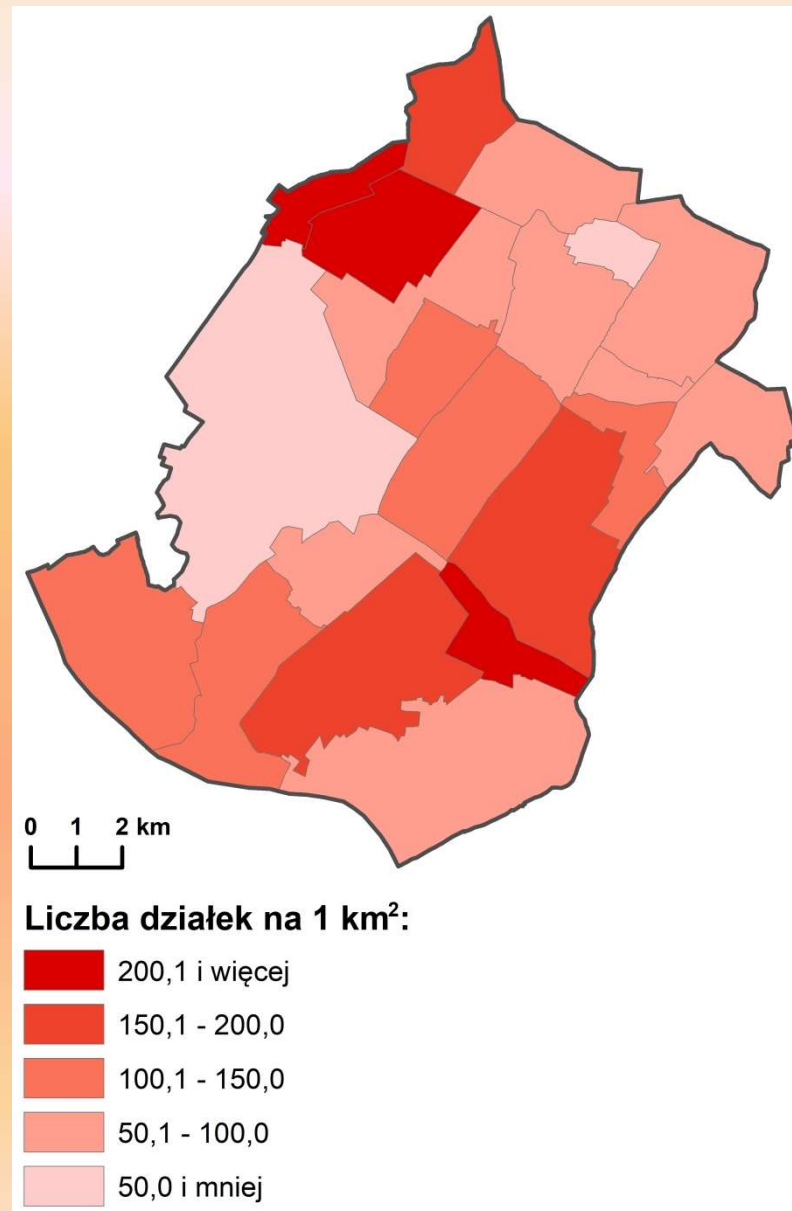 0 1 2 km
Liczba działek na 1 km²:
200,1 i więcej
150,1 - 200,0
100,1 - 150,0
50,1 - 100,0
50,0 i mniej